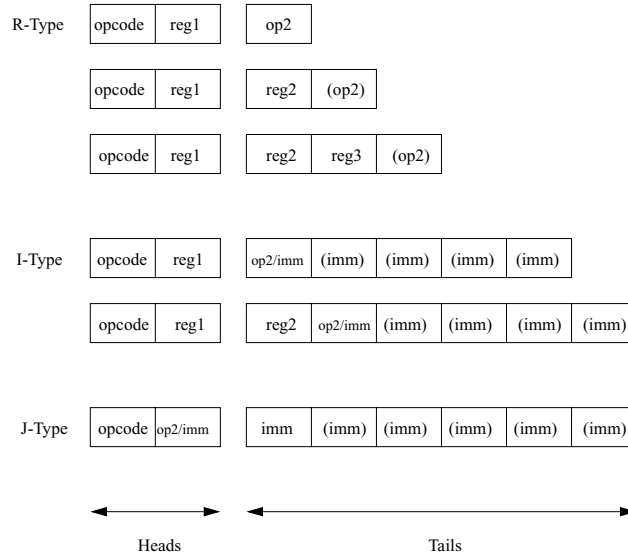 R-Type opcode reg1 op2
opcode reg1 reg2 (op2)
opcode reg1 reg2 reg3 (op2)
I-Type opcode reg1 op2/imm (imm) (imm) (imm) (imm)
opcode reg1 reg2 op2/imm (imm) (imm) (imm) (imm)
J-Type opcode op2/imm imm (imm) (imm) (imm) (imm) (imm)
Heads Tails